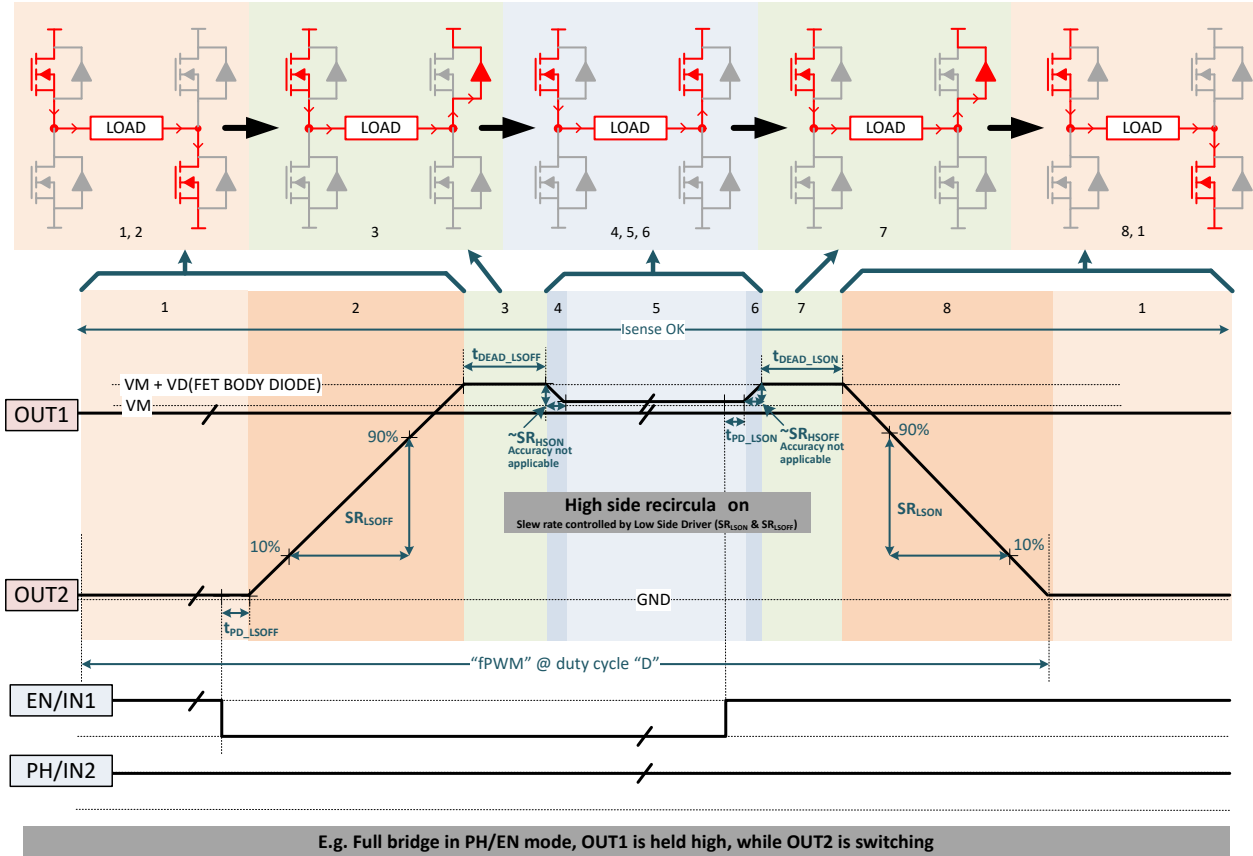 LOAD
LOAD
LOAD
LOAD
LOAD
1, 2
3
4, 5, 6
7
8, 1
1
2
3
4
5
6
7
8
1
Isense OK
tDEAD_LSOFF
tDEAD_LSON
VM + VD(FET BODY DIODE)
VM
OUT1
90%
~SRHSON
Accuracy not
applicable
tPD_LSON
~SRHSOFF
Accuracy not
applicable
90%
High side recircula on
Slew rate controlled by Low Side Driver (SRLSON & SRLSOFF)
SRLSOFF
SRLSON
10%
10%
OUT2
GND
tPD_LSOFF
"fPWM" @ duty cycle "D"
EN/IN1
PH/IN2
E.g. Full bridge in PH/EN mode, OUT1 is held high, while OUT2 is switching